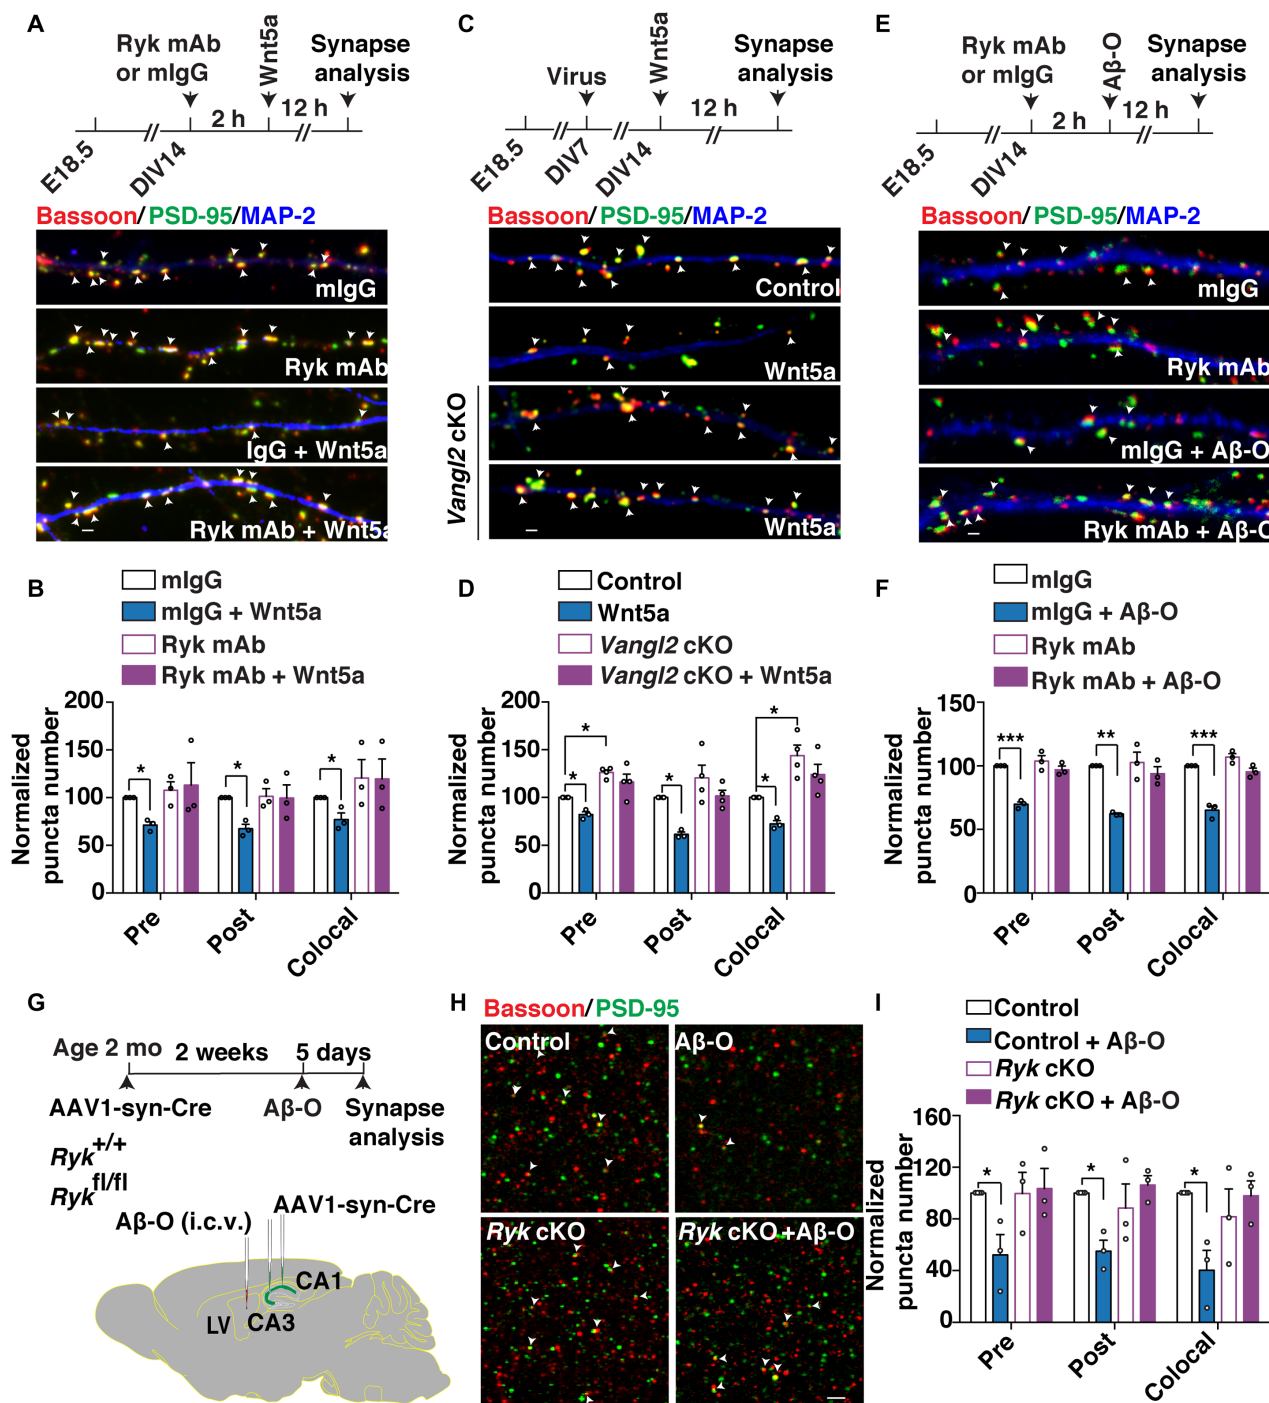 A
Ryk mAb
or mIgG
Wnt5a
Synapse
analysis
2 h
12 h
E18.5
DIV14
Bassoon/PSD-95/MAP-2
mIgG
Ryk mAb
IgG + Wnt5a
Ryk mAb + Wnt5a
C
Virus
Wnt5a
Synapse
analysis
12 h
E18.5
DIV7
DIV14
Bassoon/PSD-95/MAP-2
Control
Wnt5a
Vangl2 cKO
Wnt5a
E
Ryk mAb
or mIgG
Aβ-O
Synapse
analysis
2 h
12 h
E18.5
DIV14
Bassoon/PSD-95/MAP-2
mIgG
Ryk mAb
mIgG + Aβ-O
Ryk mAb + Aβ-O
B
mIgG
mIgG + Wnt5a
Ryk mAb
Ryk mAb + Wnt5a
Normalized
puncta number
200
150
100
50
0
* * *
Pre
Post
Colocal
D
Control
Wnt5a
Vangl2 cKO
Vangl2 cKO + Wnt5a
Normalized
puncta number
200
150
100
50
0
* * * * *
Pre
Post
Colocal
F
mIgG
mIgG + Aβ-O
Ryk mAb
Ryk mAb + Aβ-O
Normalized
puncta number
150
100
50
0
*** ** ***
Pre
Post
Colocal
G
Age 2 mo
2 weeks
5 days
AAV1-syn-Cre
Aβ-O
Synapse
analysis
Ryk+/+
Rykfl/fl
AAV1-syn-Cre
Aβ-O (i.c.v.)
CA1
LV
CA3
H
Bassoon/PSD-95
Control
Aβ-O
Ryk cKO
Ryk cKO +Aβ-O
I
Control
Control + Aβ-O
Ryk cKO
Ryk cKO + Aβ-O
Normalized
puncta number
160
120
80
40
0
* * *
Pre
Post
Colocal